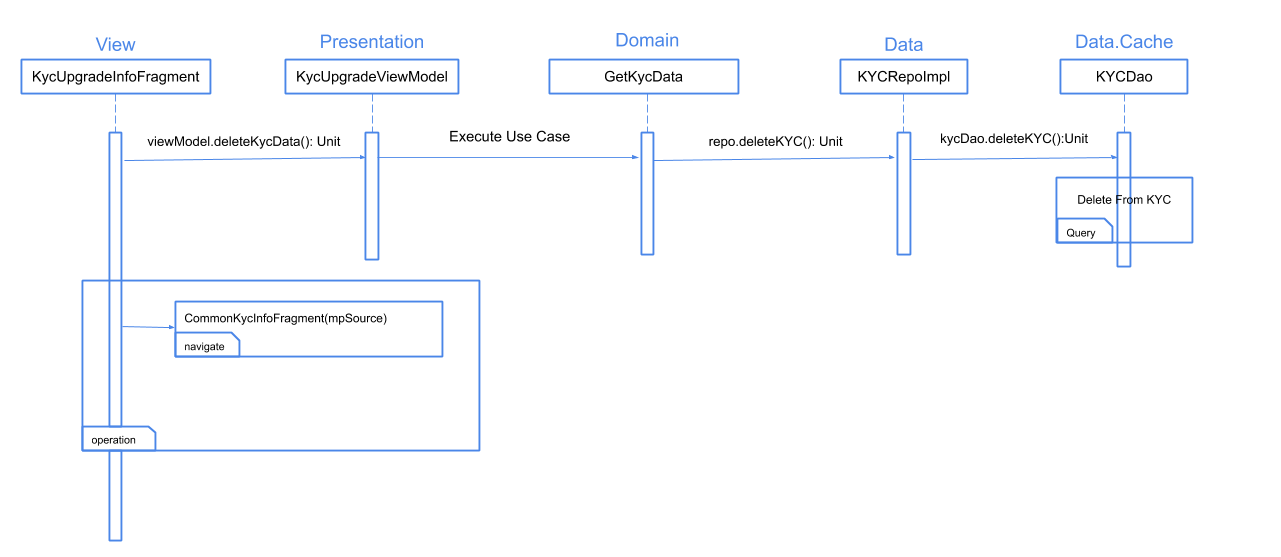 View
Presentation
Domain
Data
Data.Cache
KycUpgradeInfoFragment
KycUpgradeViewModel
GetKycData
KYCRepoImpl
KYCDao
viewModel.deleteKycData(): Unit
Execute Use Case
repo.deleteKYC(): Unit
kycDao.deleteKYC():Unit
Delete From KYC
Query
CommonKycInfoFragment(mpSource)
navigate
operation